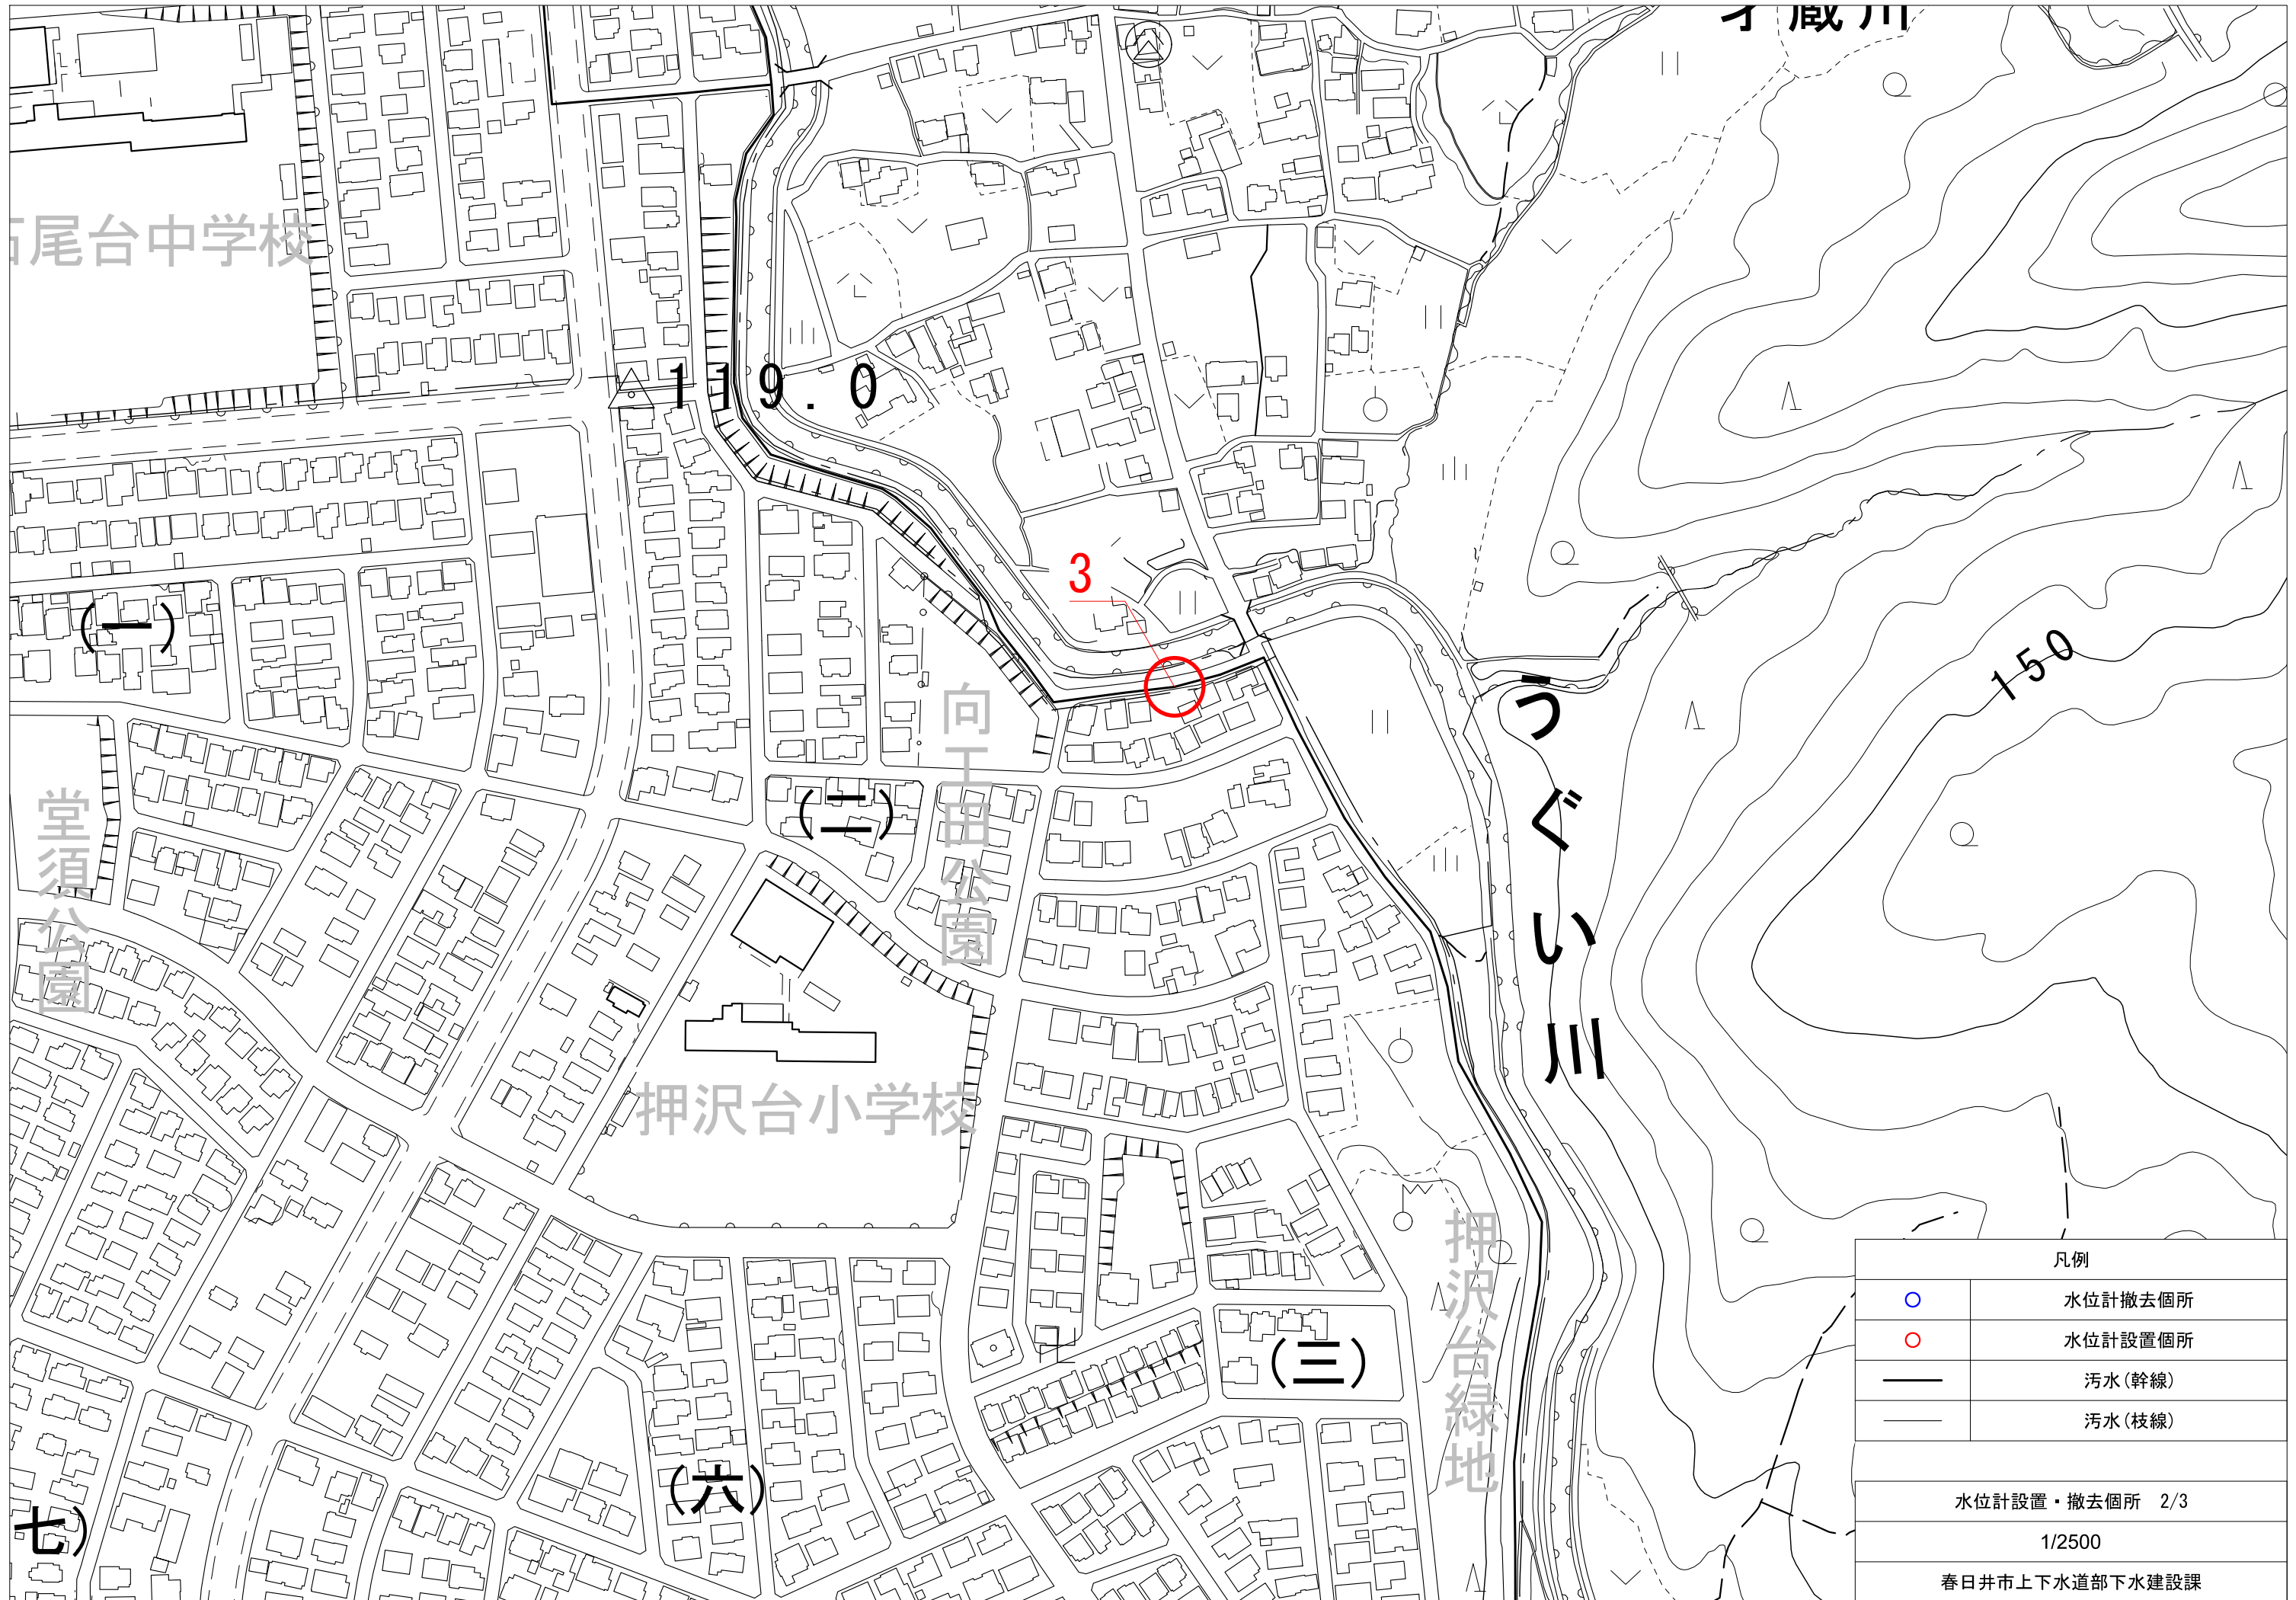 才蔵川
石尾台中学校
119.0
3
(一)
150
うぐい川
向王田公園
(二)
堂須公園
押沢台小学校
押沢台緑地
(三)
(六)
七)
凡例
水位計撤去個所
水位計設置個所
汚水(幹線)
汚水(枝線)
水位計設置・撤去個所 2/3
1/2500
春日井市上下水道部下水建設課